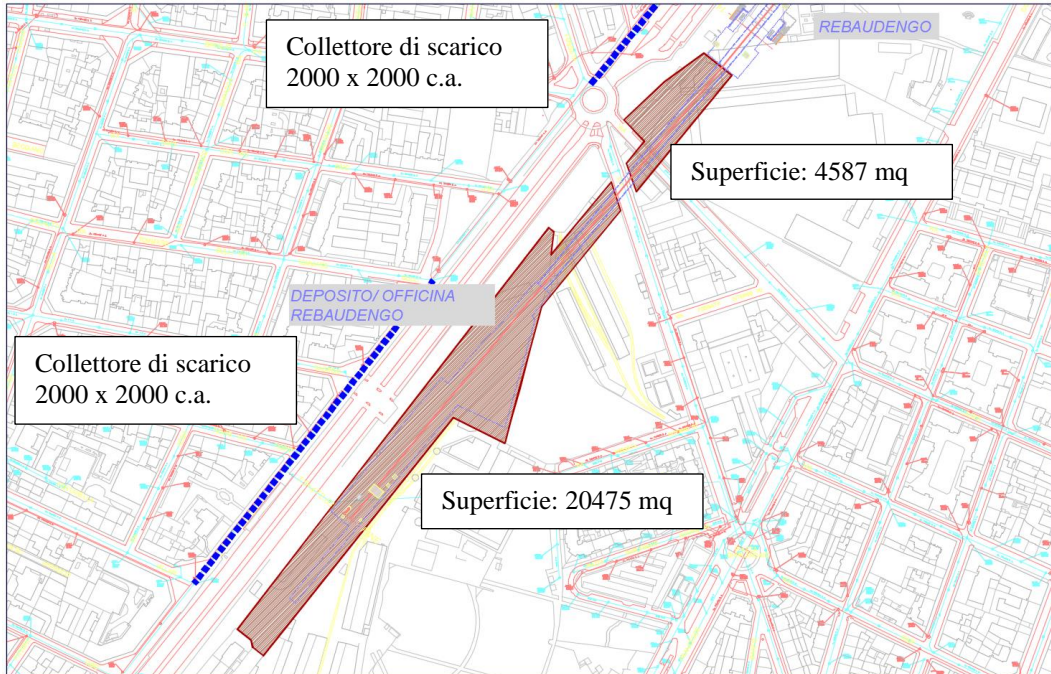 Collettore di scarico
2000 x 2000 c.a.
REBAUDENGO
Superficie: 4587 mq
DEPOSITO/ OFFICINA
REBAUDENGO
Collettore di scarico
2000 x 2000 c.a.
Superficie: 20475 mq